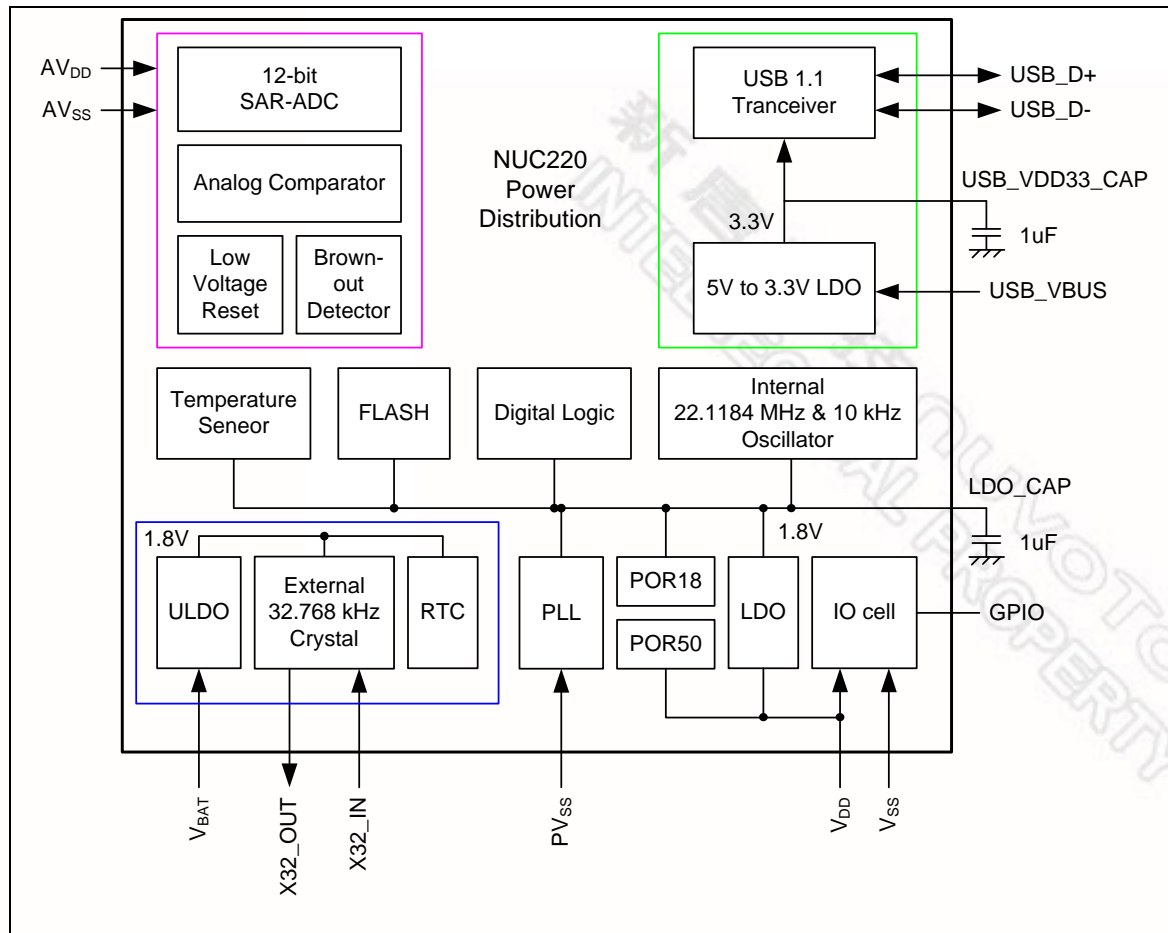 AVDD
AVSS
12-bit
SAR-ADC
Analog Comparator
Low
Voltage
Reset
Brown-
out
Detector
NUC220
Power
Distribution
USB 1.1
Tranceiver
USB_D+
USB_D-
3.3V
USB_VDD33_CAP
1uF
5V to 3.3V LDO
USB_VBUS
Temperature
Seneor
FLASH
Digital Logic
Internal
22.1184 MHz & 10 kHz
Oscillator
LDO_CAP
1uF
1.8V
ULDO
External
32.768 kHz
Crystal
RTC
PLL
POR18
POR50
1.8V
LDO
IO cell
GPIO
VBAT
X32_OUT
X32_IN
PVSS
VDD
VSS
nuvoTo
INTELLECTUAL PROPERTY